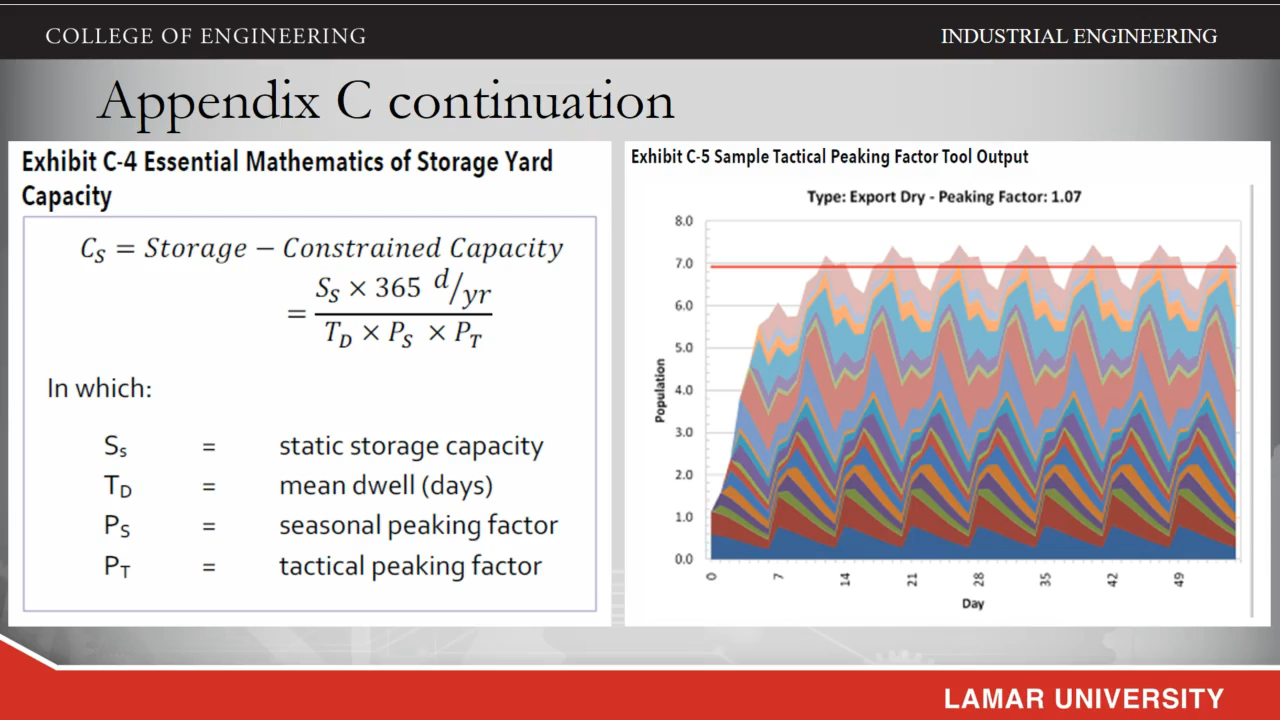 COLLEGE OF ENGINEERING
INDUSTRIAL ENGINEERING
Appendix C continuation
Exhibit C-4 Essential Mathematics of Storage Yard
Capacity
C_S = Storage − Constrained Capacity
= (S_S × 365 d/yr) / (T_D × P_S × P_T)
In which:
S_s = static storage capacity
T_D = mean dwell (days)
P_S = seasonal peaking factor
P_T = tactical peaking factor
Exhibit C-5 Sample Tactical Peaking Factor Tool Output
Type: Export Dry - Peaking Factor: 1.07
8.0
7.0
6.0
5.0
4.0
3.0
2.0
1.0
0.0
Population
0 7 14 21 28 35 42 49
Day
LAMAR UNIVERSITY